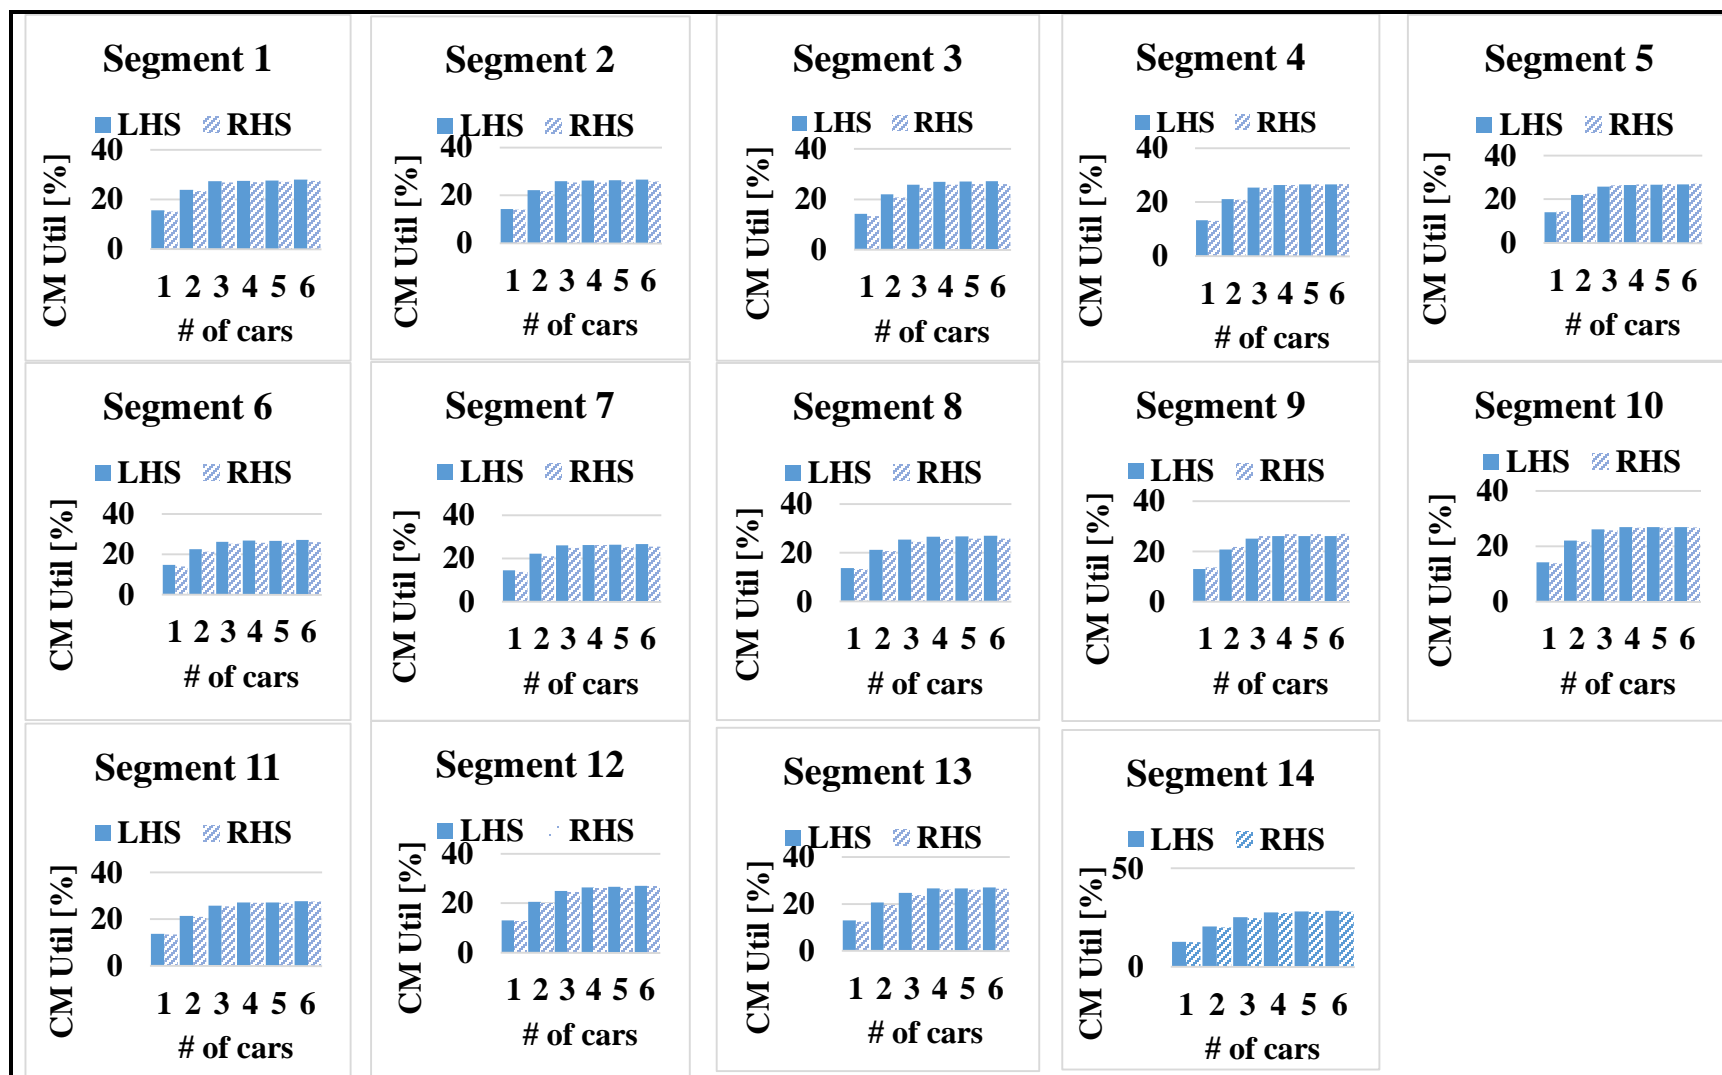 Segment 1
LHS RHS
CM Util [%]
40
20
0
1 2 3 4 5 6
# of cars
Segment 2
LHS RHS
CM Util [%]
40
20
0
1 2 3 4 5 6
# of cars
Segment 3
LHS RHS
CM Util [%]
40
20
0
1 2 3 4 5 6
# of cars
Segment 4
LHS RHS
CM Util [%]
40
20
0
1 2 3 4 5 6
# of cars
Segment 5
LHS RHS
CM Util [%]
40
20
0
1 2 3 4 5 6
# of cars
Segment 6
LHS RHS
CM Util [%]
40
20
0
1 2 3 4 5 6
# of cars
Segment 7
LHS RHS
CM Util [%]
40
20
0
1 2 3 4 5 6
# of cars
Segment 8
LHS RHS
CM Util [%]
40
20
0
1 2 3 4 5 6
# of cars
Segment 9
LHS RHS
CM Util [%]
40
20
0
1 2 3 4 5 6
# of cars
Segment 10
LHS RHS
CM Util [%]
40
20
0
1 2 3 4 5 6
# of cars
Segment 11
LHS RHS
CM Util [%]
40
20
0
1 2 3 4 5 6
# of cars
Segment 12
LHS RHS
CM Util [%]
40
20
0
1 2 3 4 5 6
# of cars
Segment 13
LHS RHS
CM Util [%]
40
20
0
1 2 3 4 5 6
# of cars
Segment 14
LHS RHS
CM Util [%]
50
0
1 2 3 4 5 6
# of cars